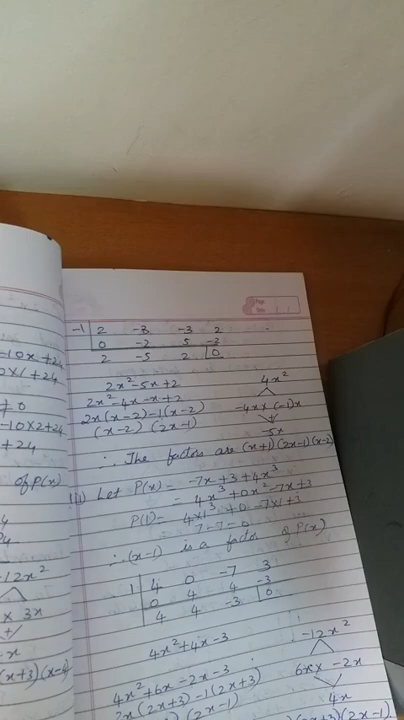 -10x+24
0x1+24
≠0
-10x2+24
+24
of P(x)
-12x²
x 3x
-x
(x+3)(x-4)
-1 | 2 -3 -3 2
0 -2 5 -2
2 -5 2 |0
2x²-5x+2
2x²-4x-x+2
2x(x-2)-1(x-2)
(x-2) (2x-1)
4x²
-4x x (-1)x
-5x
∴ The factors are (x+1)(2x-1)(x-2)
Let P(x) = -7x+3+4x³
= 4x³+0x²-7x+3
P(1) = 4x1³+0-7x1+3
= 7-7=0
∴(x-1) is a factor of P(x)
1 | 4 0 -7 3
0 4 4 -3
4 4 -3 |0
4x²+4x-3
4x²+6x-2x-3
2x(2x+3)-1(2x+3)
(2x-1)
-12x²
6x x -2x
4x